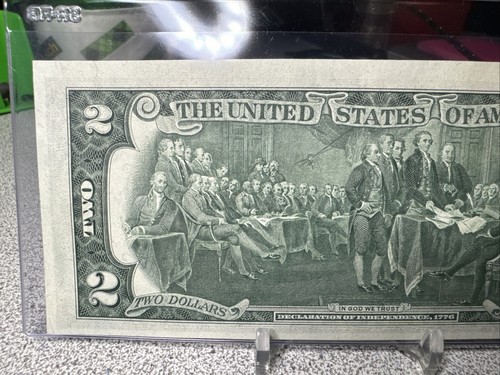 THE UNITED STATES OF AM
2
TWO
2
TWO DOLLARS
IN GOD WE TRUST
DECLARATION OF INDEPENDENCE, 1776